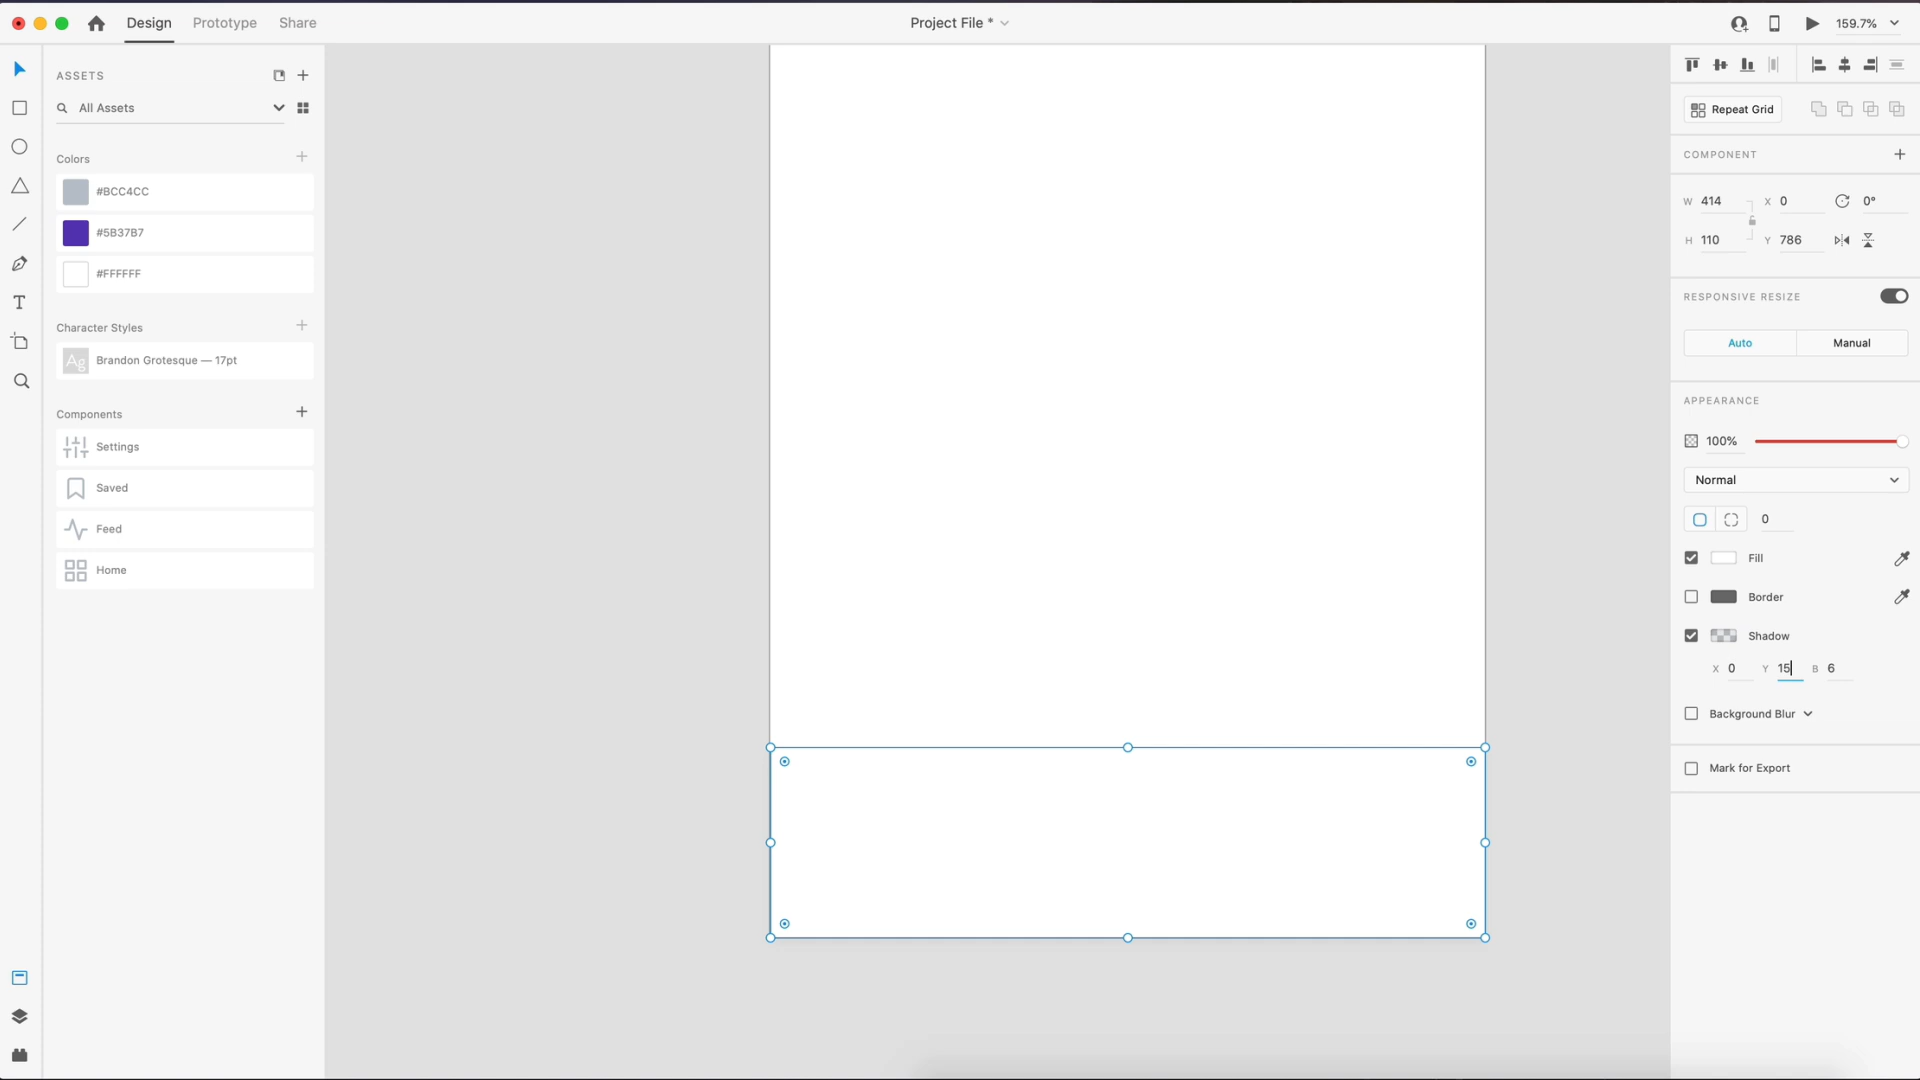 Design Prototype Share Project File * 159.7%
ASSETS
All Assets
Colors
#BCC4CC
#5B37B7
#FFFFFF
Character Styles
Ag Brandon Grotesque — 17pt
Components
Settings
Saved
Feed
Home
Repeat Grid
COMPONENT
W 414 X 0 0°
H 110 Y 786
RESPONSIVE RESIZE
Auto Manual
APPEARANCE
100%
Normal
0
Fill
Border
Shadow
X 0 Y 15 B 6
Background Blur
Mark for Export